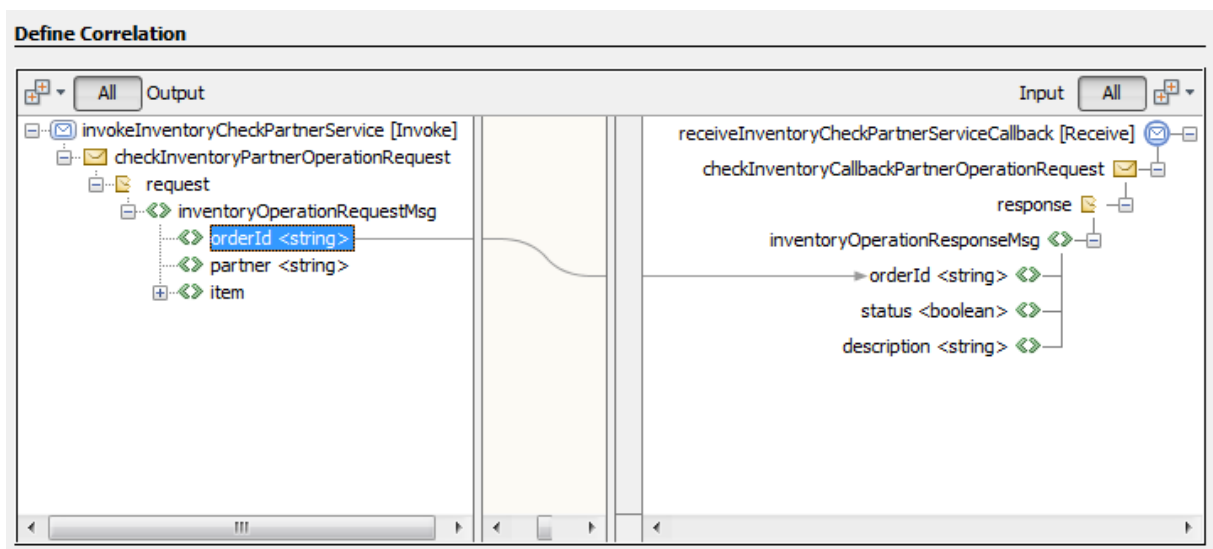 Define Correlation
All Output Input All
invokeInventoryCheckPartnerService [Invoke]
checkInventoryPartnerOperationRequest
request
inventoryOperationRequestMsg
orderId <string>
partner <string>
item
receiveInventoryCheckPartnerServiceCallback [Receive]
checkInventoryCallbackPartnerOperationRequest
response
inventoryOperationResponseMsg
orderId <string>
status <boolean>
description <string>